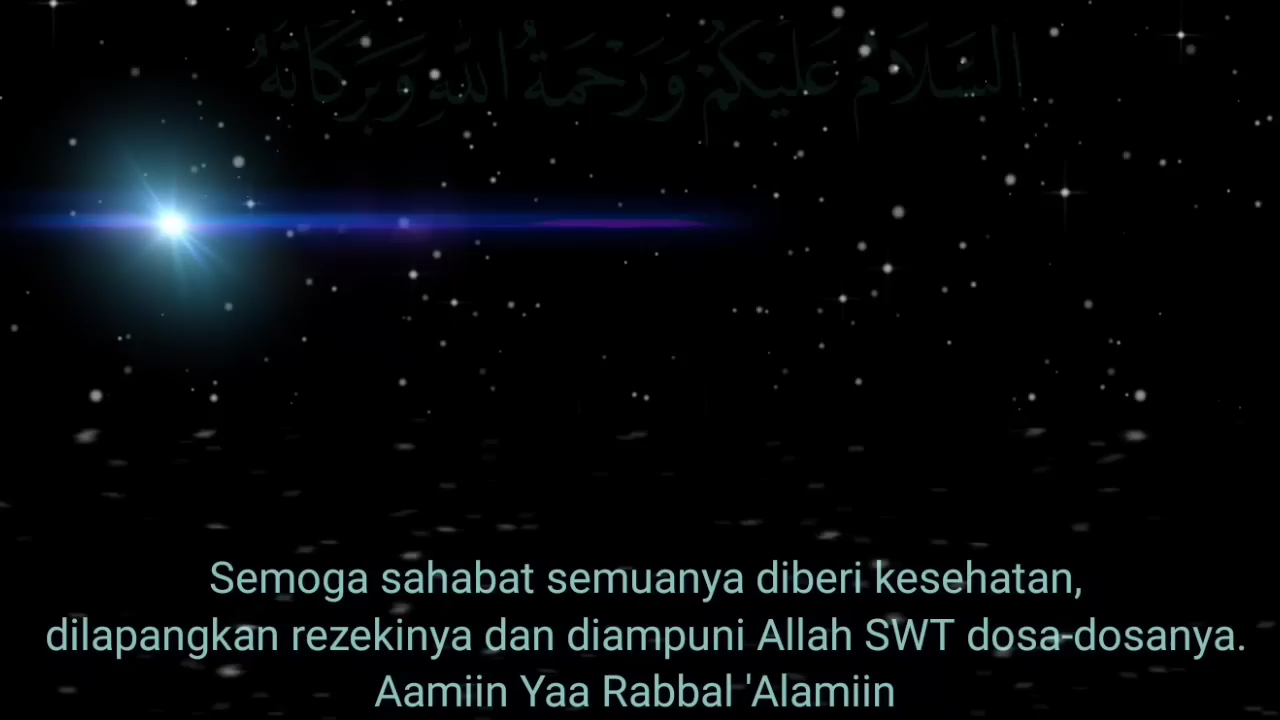 السَّلَامُ عَلَيْكُمْ وَرَحْمَةُ اللهِ وَبَرَكَاتُهُ
Semoga sahabat semuanya diberi kesehatan,
dilapangkan rezekinya dan diampuni Allah SWT dosa-dosanya.
Aamiin Yaa Rabbal 'Alamiin